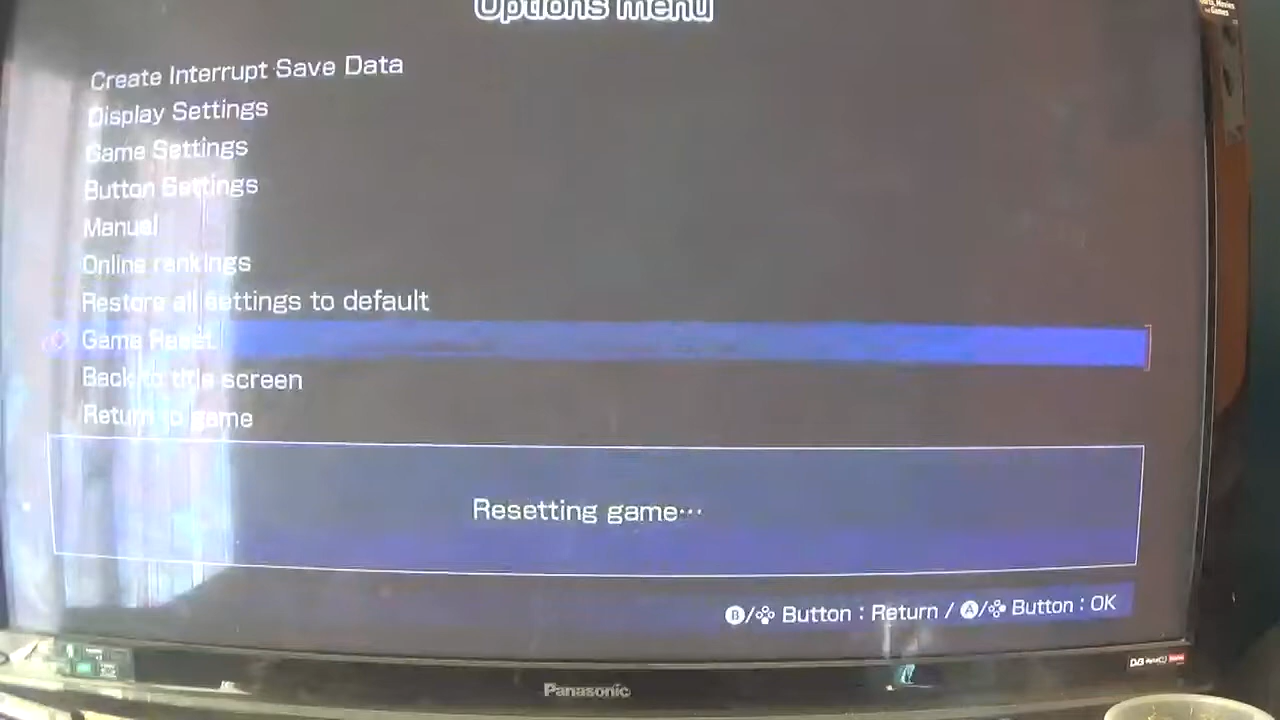 Options menu
Create Interrupt Save Data
Display Settings
Game Settings
Button Settings
Manual
Online rankings
Restore all settings to default
Game Reset
Back to title screen
Return to game
Resetting game…
B/ Button : Return / A/ Button : OK
Panasonic
DVB